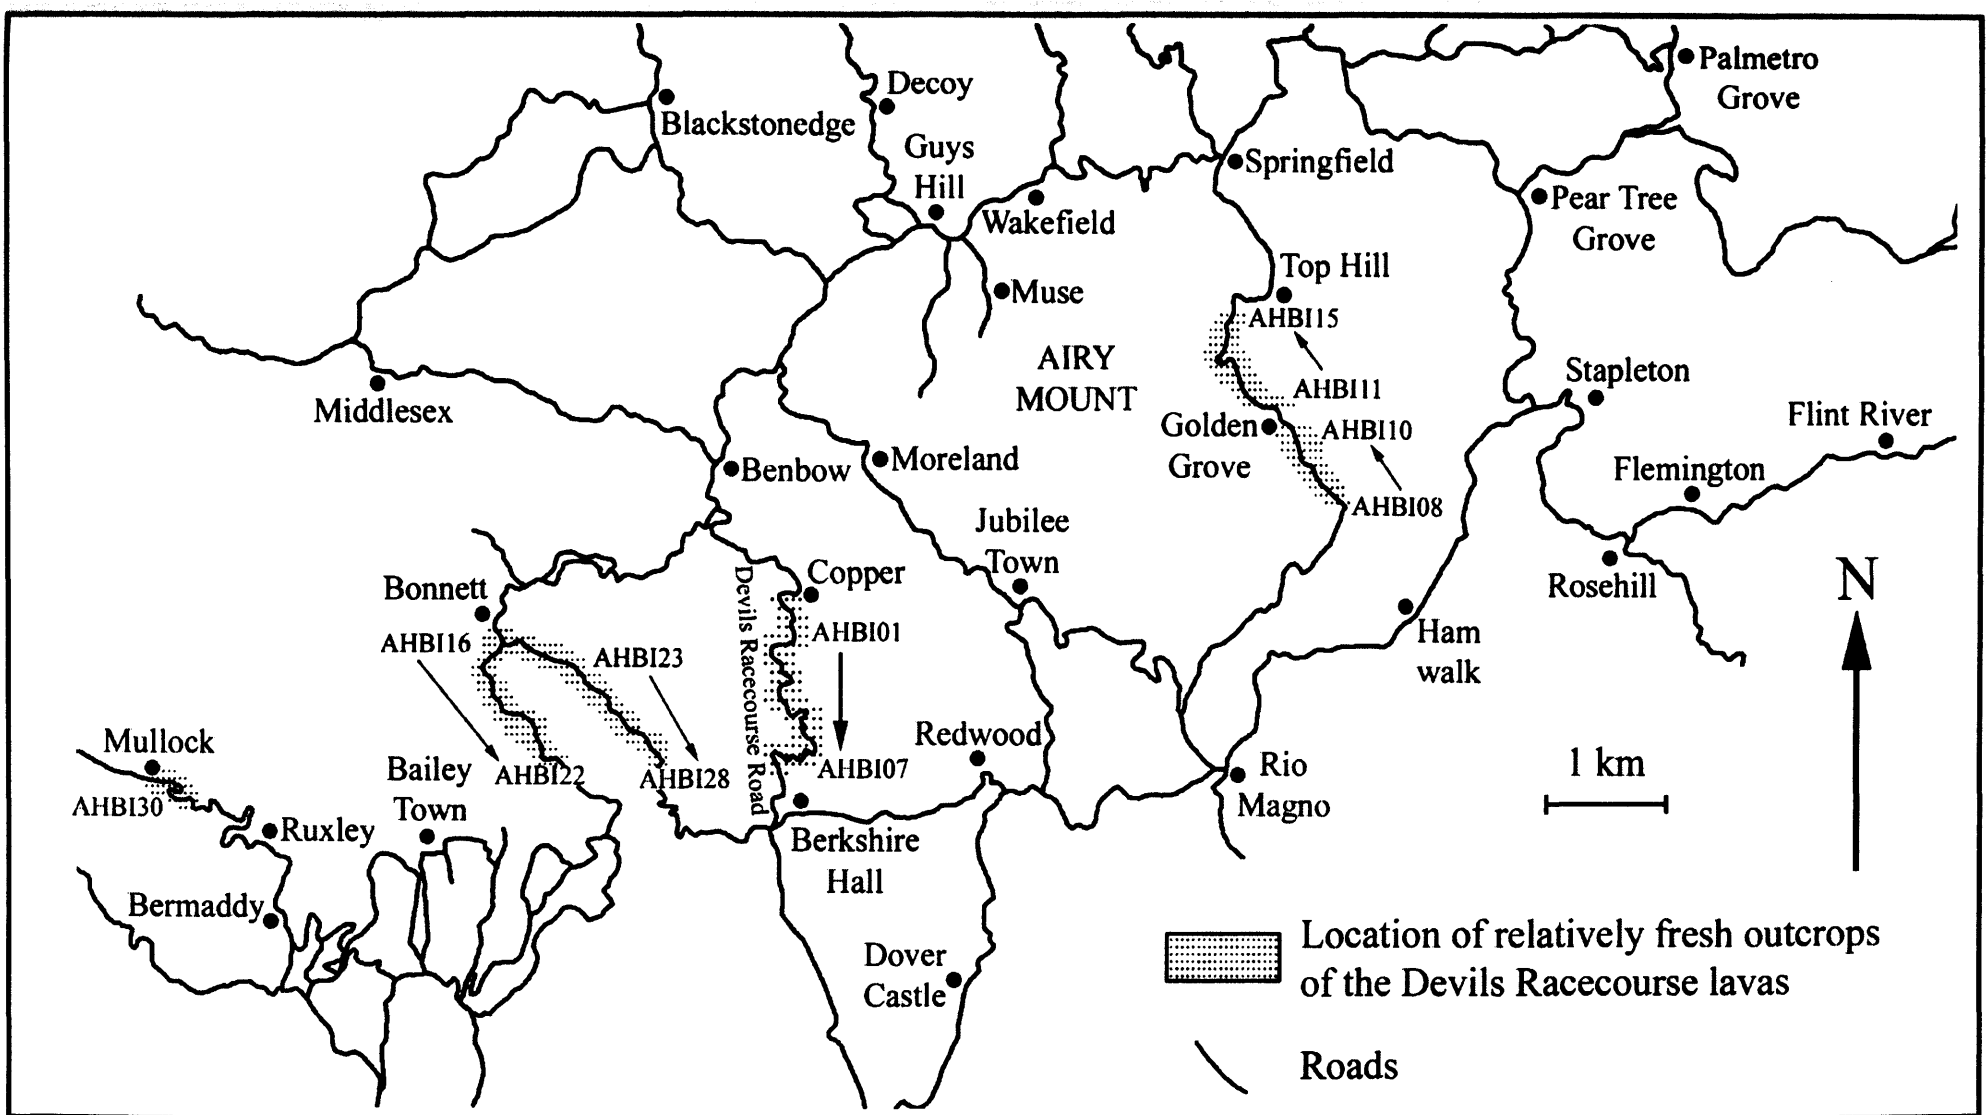 Palmetro
Grove
Decoy
Blackstonedge
Guys
Hill
Springfield
Wakefield
Pear Tree
Grove
Top Hill
Muse
AHBI15
AIRY
MOUNT
Stapleton
AHBI11
Middlesex
Golden
Grove
AHBI10
Flint River
Benbow
Moreland
Flemington
AHBI08
Jubilee
Town
Copper
Bonnett
Rosehill
N
Devils Racecourse Road
AHBI01
AHBI16
AHBI23
Ham
walk
Mullock
Redwood
Bailey
Town
AHBI22
AHBI28
AHBI07
Rio
Magno
1 km
AHBI30
Ruxley
Berkshire
Hall
Bermaddy
Dover
Castle
Location of relatively fresh outcrops
of the Devils Racecourse lavas
Roads